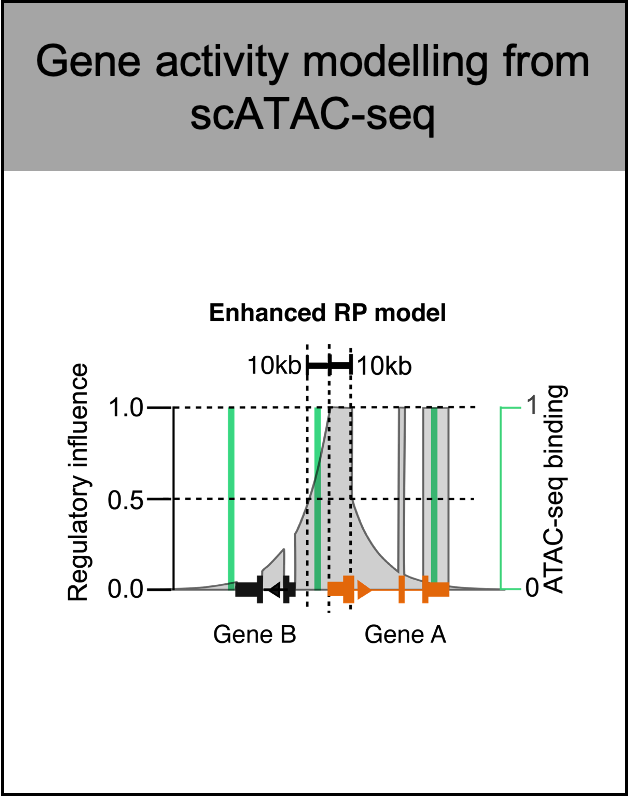 Gene activity modelling from
scATAC-seq
Enhanced RP model
10kb
10kb
Regulatory influence
1.0
0.5
0.0
1
0
ATAC-seq binding
Gene B
Gene A